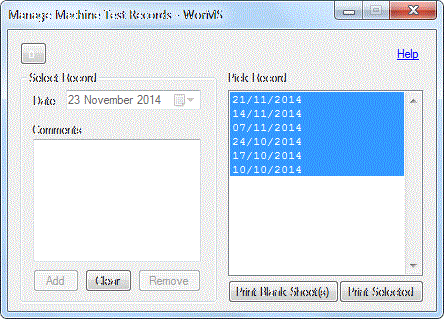 Manage Machine Test Records - WorkMS
Help
Select Record
Date 23 November 2014
Comments
Add Clear Remove
Pick Record
21/11/2014
14/11/2014
07/11/2014
24/10/2014
17/10/2014
10/10/2014
Print Blank Sheet(s) Print Selected